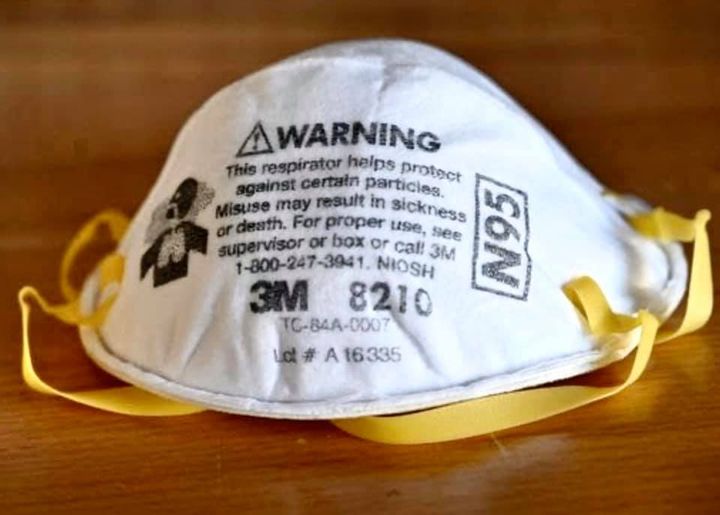 ⚠ WARNING
This respirator helps protect
against certain particles.
Misuse may result in sickness
or death. For proper use, see
supervisor or box or call 3M
1-800-247-3941. NIOSH
3M 8210
TC-84A-0007
Lot # A16335
N95